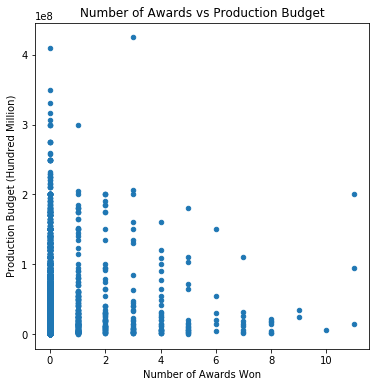 Number of Awards vs Production Budget
1e8
4
3
2
1
0
Production Budget (Hundred Million)
0 2 4 6 8 10
Number of Awards Won